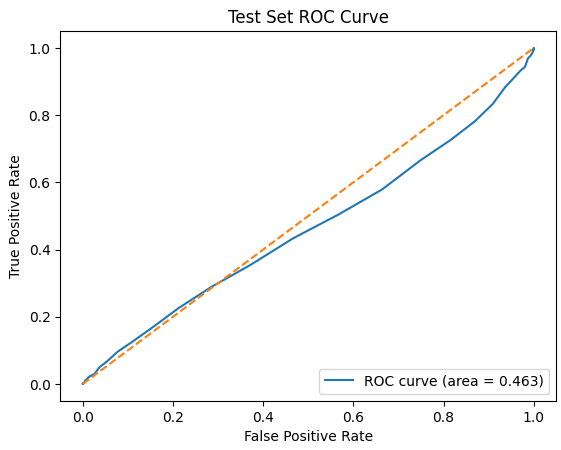 Test Set ROC Curve
True Positive Rate
1.0
0.8
0.6
0.4
0.2
0.0
ROC curve (area = 0.463)
0.0 0.2 0.4 0.6 0.8 1.0
False Positive Rate